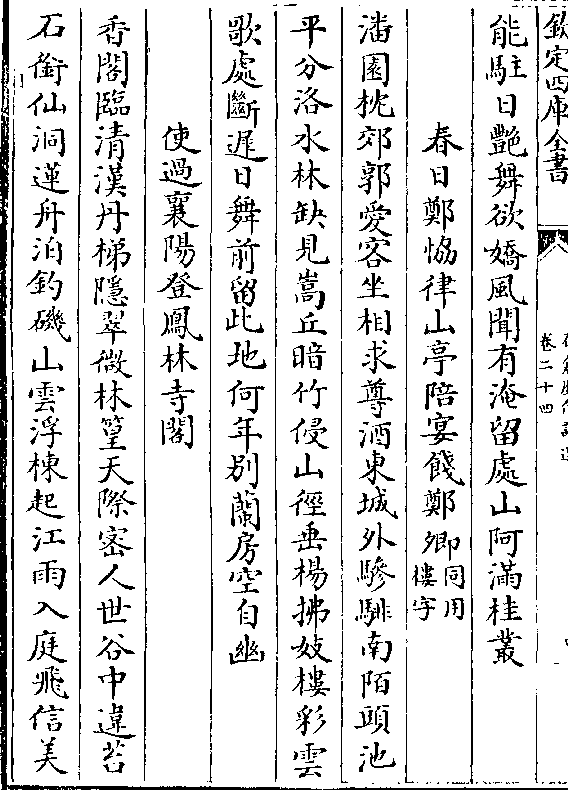 欽定四庫全書
卷二十四
能駐日艷舞欲嬌風聞有淹留處山阿滿桂叢
春日鄭恊律山亭陪宴餞鄭卿同用樓字
潘園枕郊郭愛客坐相求尊酒東城外驂騑南陌頭池
平分洛水林缺見嵩丘暗竹侵山徑垂楊拂妓樓彩雲
歌處斷遲日舞前留此地何年别蘭房空自幽
使過襄陽登鳳林寺閣
香閣臨清漢丹梯隱翠微林篁天際密人世谷中違苔
石銜仙洞蓮舟泊釣磯山雲浮棟起江雨入庭飛信美